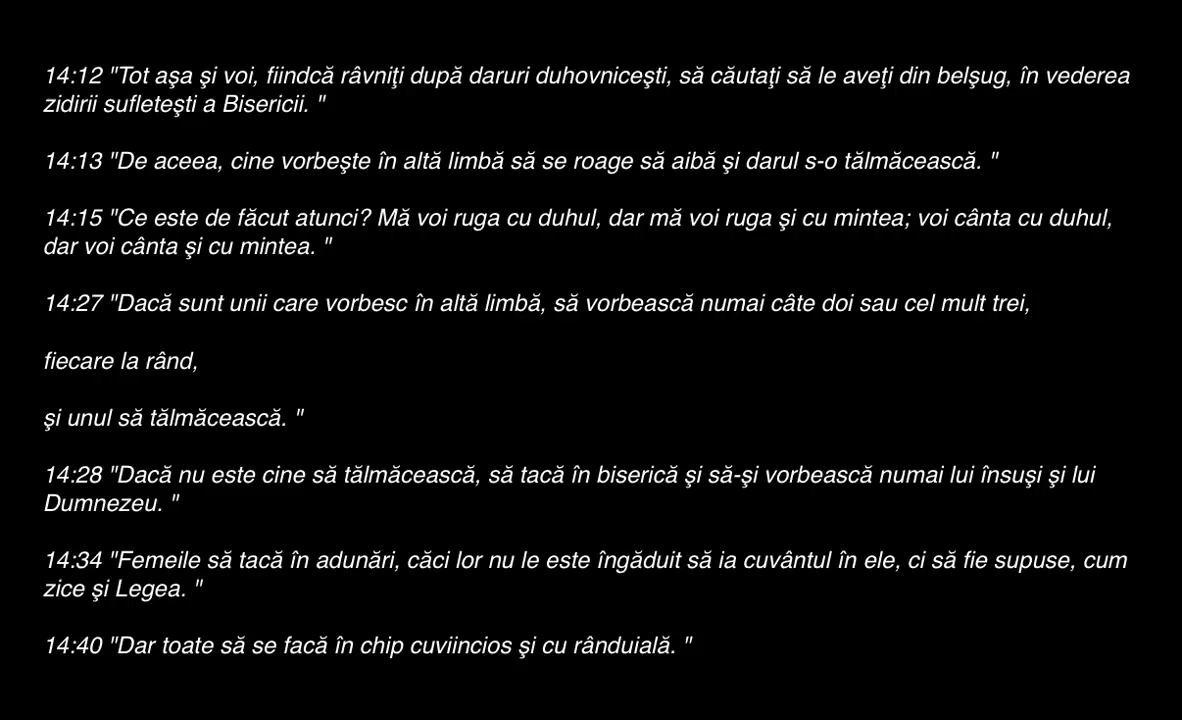 14:12 "Tot aşa şi voi, fiindcă râvniţi după daruri duhovniceşti, să căutaţi să le aveţi din belşug, în vederea
zidirii sufleteşti a Bisericii. "
14:13 "De aceea, cine vorbeşte în altă limbă să se roage să aibă şi darul s-o tălmăcească. "
14:15 "Ce este de făcut atunci? Mă voi ruga cu duhul, dar mă voi ruga şi cu mintea; voi cânta cu duhul,
dar voi cânta şi cu mintea. "
14:27 "Dacă sunt unii care vorbesc în altă limbă, să vorbească numai câte doi sau cel mult trei,
fiecare la rând,
şi unul să tălmăcească. "
14:28 "Dacă nu este cine să tălmăcească, să tacă în biserică şi să-şi vorbească numai lui însuşi şi lui
Dumnezeu. "
14:34 "Femeile să tacă în adunări, căci lor nu le este îngăduit să ia cuvântul în ele, ci să fie supuse, cum
zice şi Legea. "
14:40 "Dar toate să se facă în chip cuviincios şi cu rânduială. "